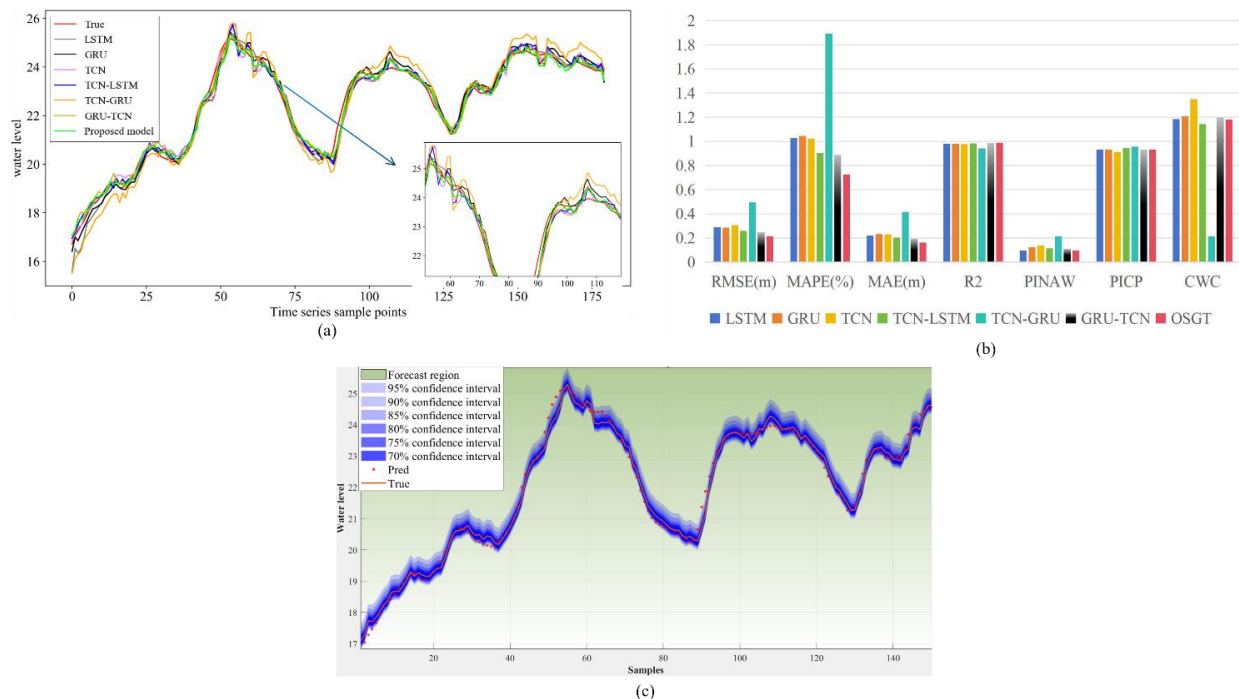 26
24
22
20
18
16
water level
True
LSTM
GRU
TCN
TCN-LSTM
TCN-GRU
GRU-TCN
Proposed model
25
24
23
22
60 70 80 90 100 110
0 25 50 75 100 125 150 175
Time series sample points
(a)
2
1.8
1.6
1.4
1.2
1
0.8
0.6
0.4
0.2
0
RMSE(m) MAPE(%) MAE(m) R2 PINAW PICP CWC
LSTM GRU TCN TCN-LSTM TCN-GRU GRU-TCN OSGT
(b)
Forecast region
95% confidence interval
90% confidence interval
85% confidence interval
80% confidence interval
75% confidence interval
70% confidence interval
Pred
True
25
24
23
22
21
20
19
18
17
Water level
20 40 60 80 100 120 140
Samples
(c)